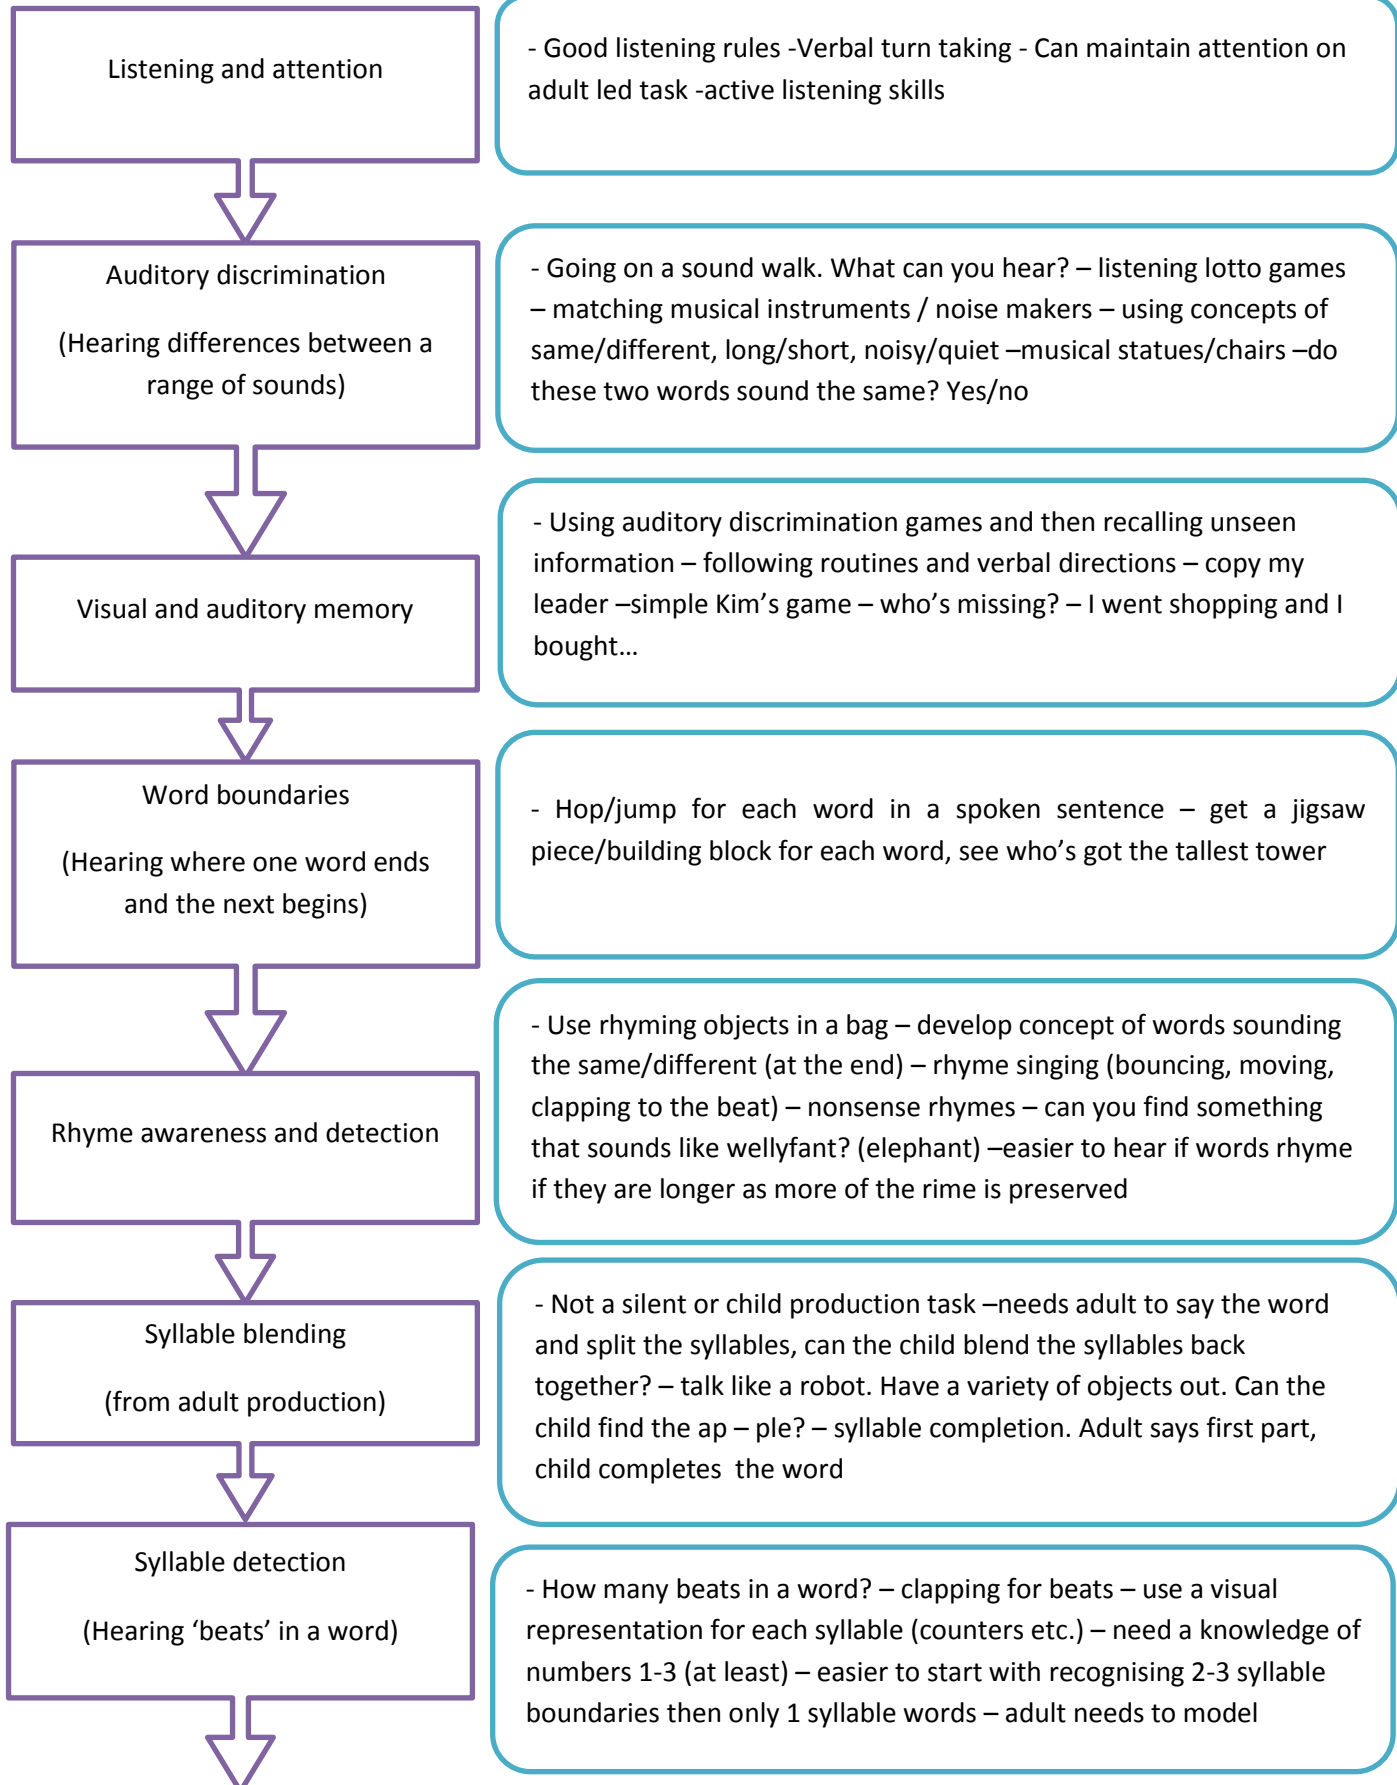 Listening and attention
- Good listening rules -Verbal turn taking - Can maintain attention on
adult led task -active listening skills
Auditory discrimination
(Hearing differences between a
range of sounds)
- Going on a sound walk. What can you hear? – listening lotto games
– matching musical instruments / noise makers – using concepts of
same/different, long/short, noisy/quiet –musical statues/chairs –do
these two words sound the same? Yes/no
Visual and auditory memory
- Using auditory discrimination games and then recalling unseen
information – following routines and verbal directions – copy my
leader –simple Kim’s game – who’s missing? – I went shopping and I
bought…
Word boundaries
(Hearing where one word ends
and the next begins)
- Hop/jump for each word in a spoken sentence – get a jigsaw
piece/building block for each word, see who’s got the tallest tower
Rhyme awareness and detection
- Use rhyming objects in a bag – develop concept of words sounding
the same/different (at the end) – rhyme singing (bouncing, moving,
clapping to the beat) – nonsense rhymes – can you find something
that sounds like wellyfant? (elephant) –easier to hear if words rhyme
if they are longer as more of the rime is preserved
Syllable blending
(from adult production)
- Not a silent or child production task –needs adult to say the word
and split the syllables, can the child blend the syllables back
together? – talk like a robot. Have a variety of objects out. Can the
child find the ap – ple? – syllable completion. Adult says first part,
child completes  the word
Syllable detection
(Hearing ‘beats’ in a word)
- How many beats in a word? – clapping for beats – use a visual
representation for each syllable (counters etc.) – need a knowledge of
numbers 1-3 (at least) – easier to start with recognising 2-3 syllable
boundaries then only 1 syllable words – adult needs to model